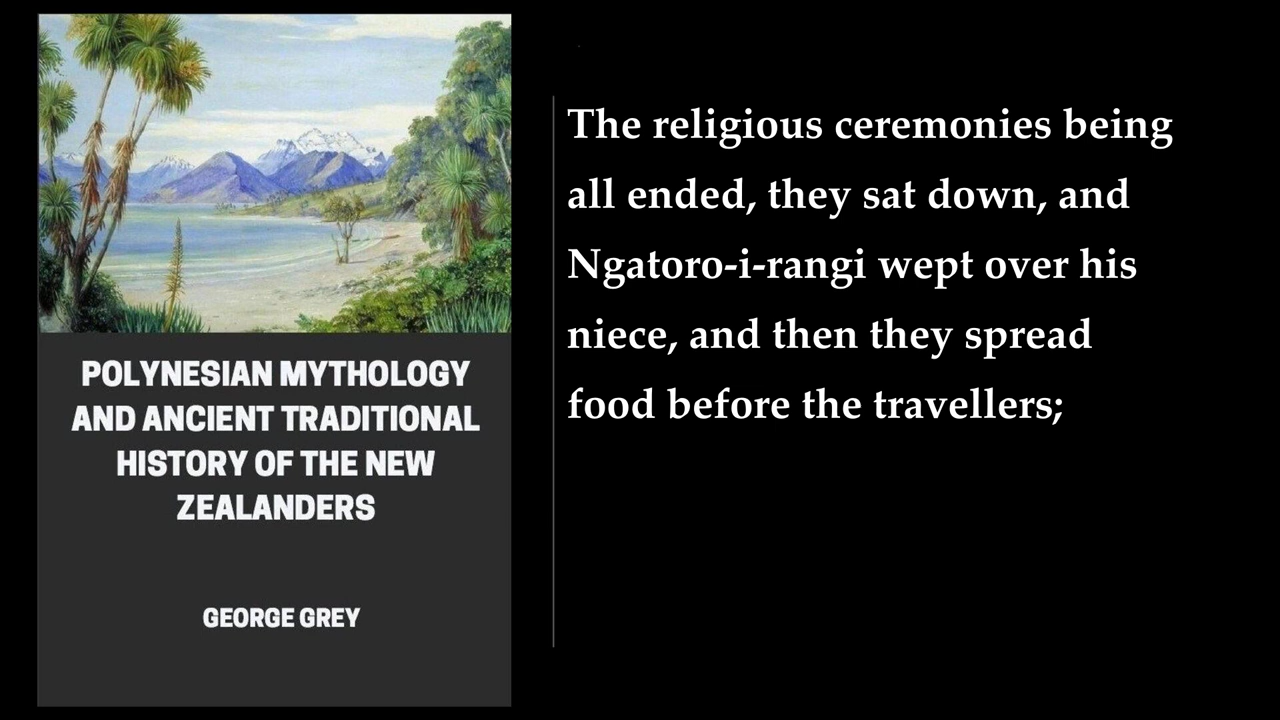 POLYNESIAN MYTHOLOGY
AND ANCIENT TRADITIONAL
HISTORY OF THE NEW
ZEALANDERS
GEORGE GREY
The religious ceremonies being
all ended, they sat down, and
Ngatoro-i-rangi wept over his
niece, and then they spread
food before the travellers;